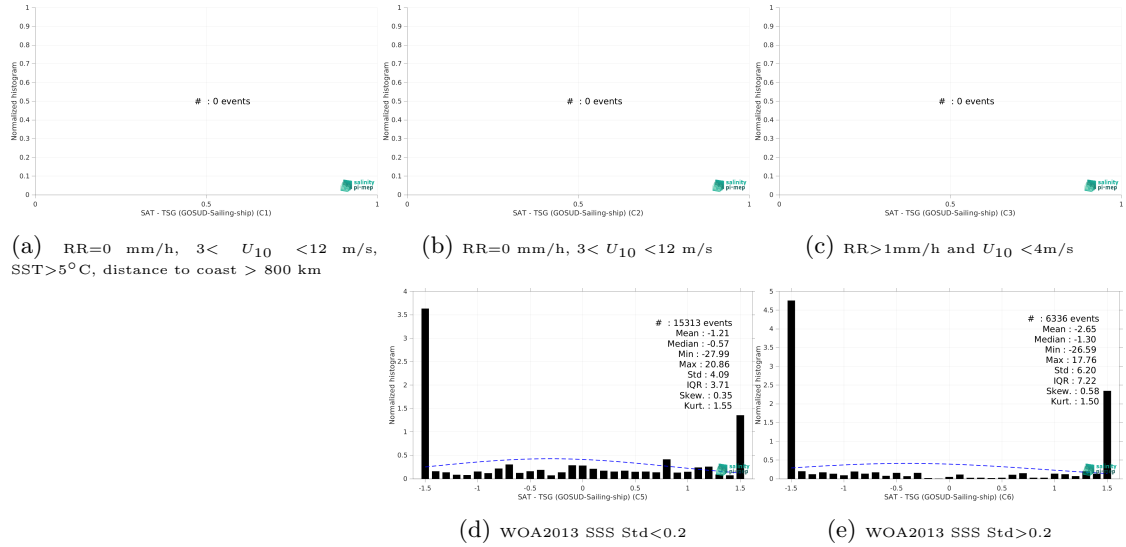 1
0.9
0.8
0.7
0.6
0.5
0.4
0.3
0.2
0.1
0
Normalized histogram
# : 0 events
salinity
pi-mep
0 0.5 1
SAT - TSG (GOSUD-Sailing-ship) (C1)
(a) RR=0 mm/h, 3< U10 <12 m/s,
SST>5°C, distance to coast > 800 km
1
0.9
0.8
0.7
0.6
0.5
0.4
0.3
0.2
0.1
0
Normalized histogram
# : 0 events
salinity
pi-mep
0 0.5 1
SAT - TSG (GOSUD-Sailing-ship) (C2)
(b) RR=0 mm/h, 3< U10 <12 m/s
1
0.9
0.8
0.7
0.6
0.5
0.4
0.3
0.2
0.1
0
Normalized histogram
# : 0 events
salinity
pi-mep
0 0.5 1
SAT - TSG (GOSUD-Sailing-ship) (C3)
(c) RR>1mm/h and U10 <4m/s
4
3.5
3
2.5
2
1.5
1
0.5
0
Normalized histogram
# : 15313 events
Mean : -1.21
Median : -0.57
Min : -27.99
Max : 20.86
Std : 4.09
IQR : 3.71
Skew. : 0.35
Kurt. : 1.55
salinity
pi-mep
-1.5 -1 -0.5 0 0.5 1 1.5
SAT - TSG (GOSUD-Sailing-ship) (C5)
(d) WOA2013 SSS Std<0.2
5
4.5
4
3.5
3
2.5
2
1.5
1
0.5
0
Normalized histogram
# : 6336 events
Mean : -2.65
Median : -1.30
Min : -26.59
Max : 17.76
Std : 6.20
IQR : 7.22
Skew. : 0.58
Kurt. : 1.50
salinity
pi-mep
-1.5 -1 -0.5 0 0.5 1 1.5
SAT - TSG (GOSUD-Sailing-ship) (C6)
(e) WOA2013 SSS Std>0.2